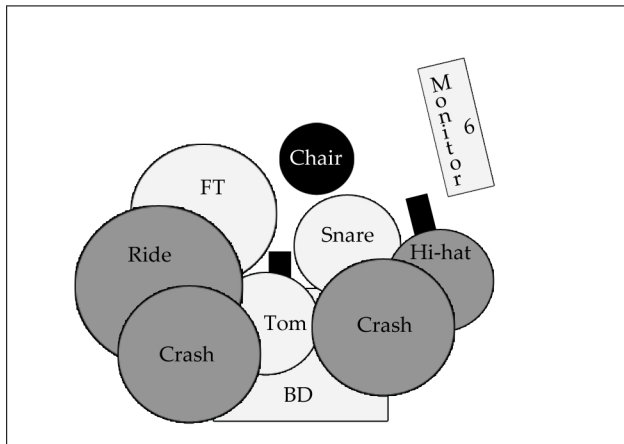 Monitor
6
Chair
FT
Snare
Ride
Hi-hat
Tom
Crash
Crash
BD